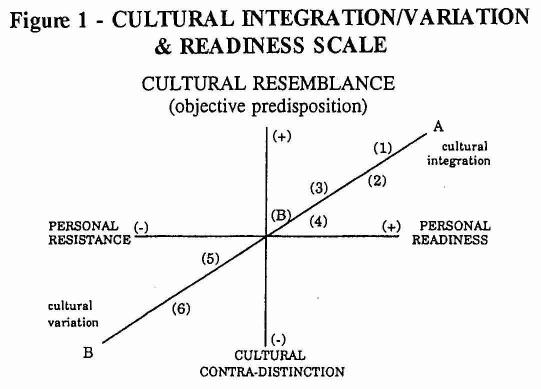 Figure 1 - CULTURAL INTEGRATION/VARIATION
& READINESS SCALE
CULTURAL RESEMBLANCE
(objective predisposition)
A
(+)
(1)
cultural
integration
(2)
(3)
(B)
(4)
PERSONAL
RESISTANCE
(-)
(+)
PERSONAL
READINESS
(5)
(6)
cultural
variation
B
(-)
CULTURAL
CONTRA-DISTINCTION